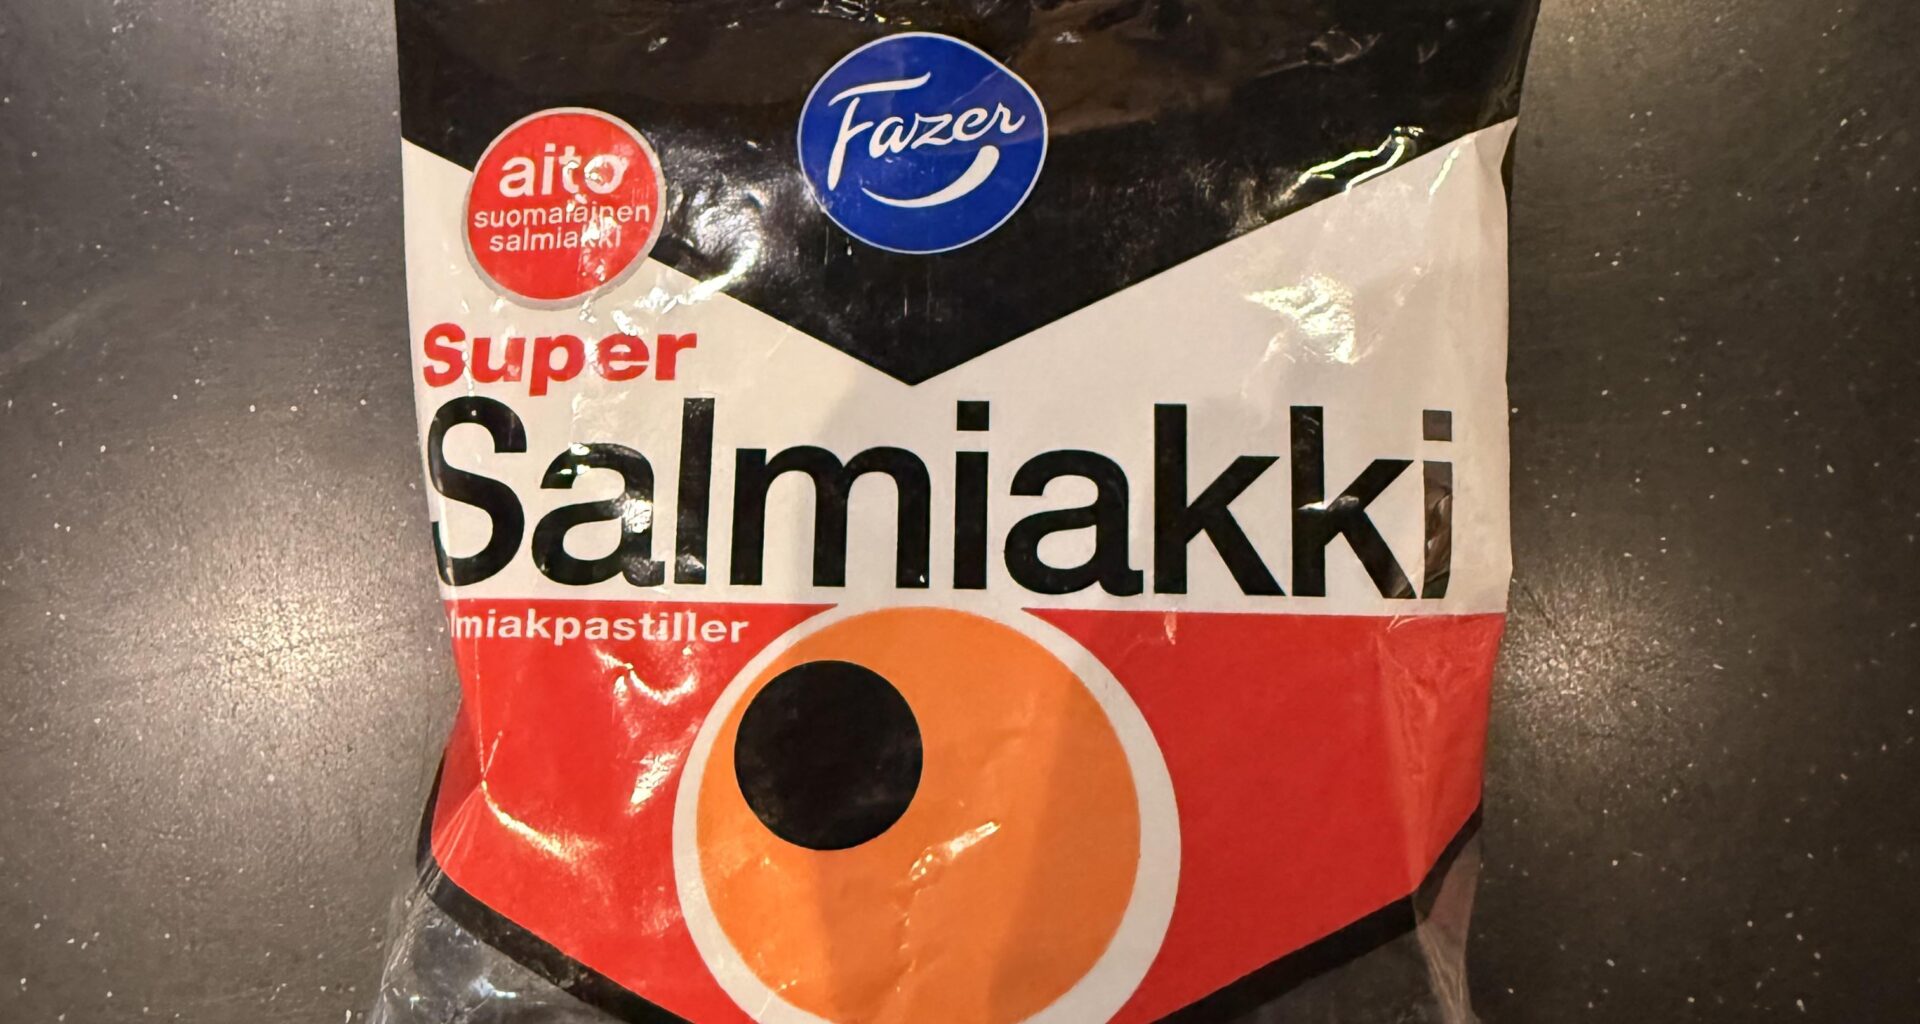 Fazer
aito
suomalainen
salmiakki
Super
Salmiakki
lmiakpastiller